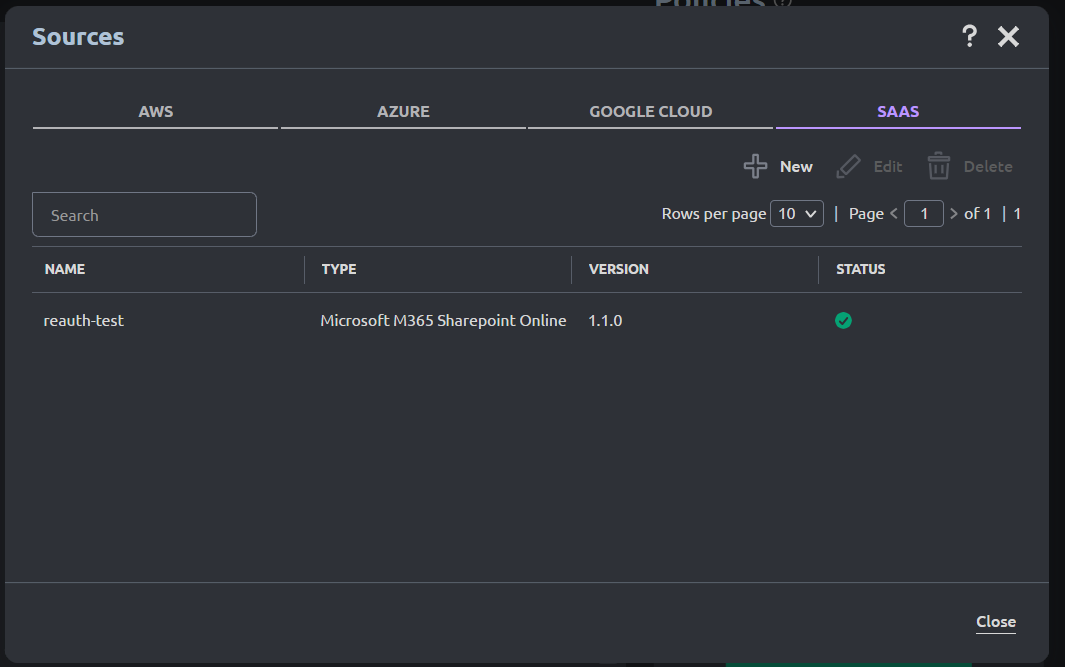 Policies ?
Sources ?
AWS AZURE GOOGLE CLOUD SAAS
New Edit Delete
Search Rows per page 10 | Page < 1 > of 1 | 1
NAME TYPE VERSION STATUS
reauth-test Microsoft M365 Sharepoint Online 1.1.0
Close